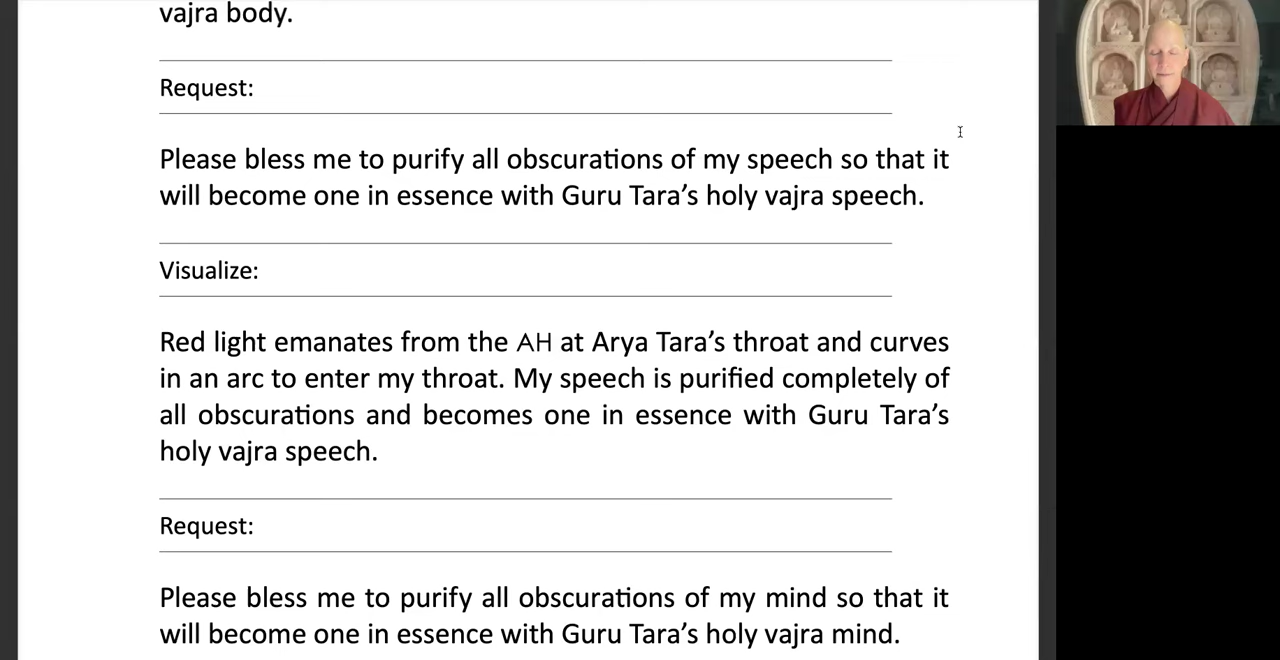 vajra body.
Request:
Please bless me to purify all obscurations of my speech so that it
will become one in essence with Guru Tara’s holy vajra speech.
Visualize:
Red light emanates from the AH at Arya Tara’s throat and curves
in an arc to enter my throat. My speech is purified completely of
all obscurations and becomes one in essence with Guru Tara’s
holy vajra speech.
Request:
Please bless me to purify all obscurations of my mind so that it
will become one in essence with Guru Tara’s holy vajra mind.